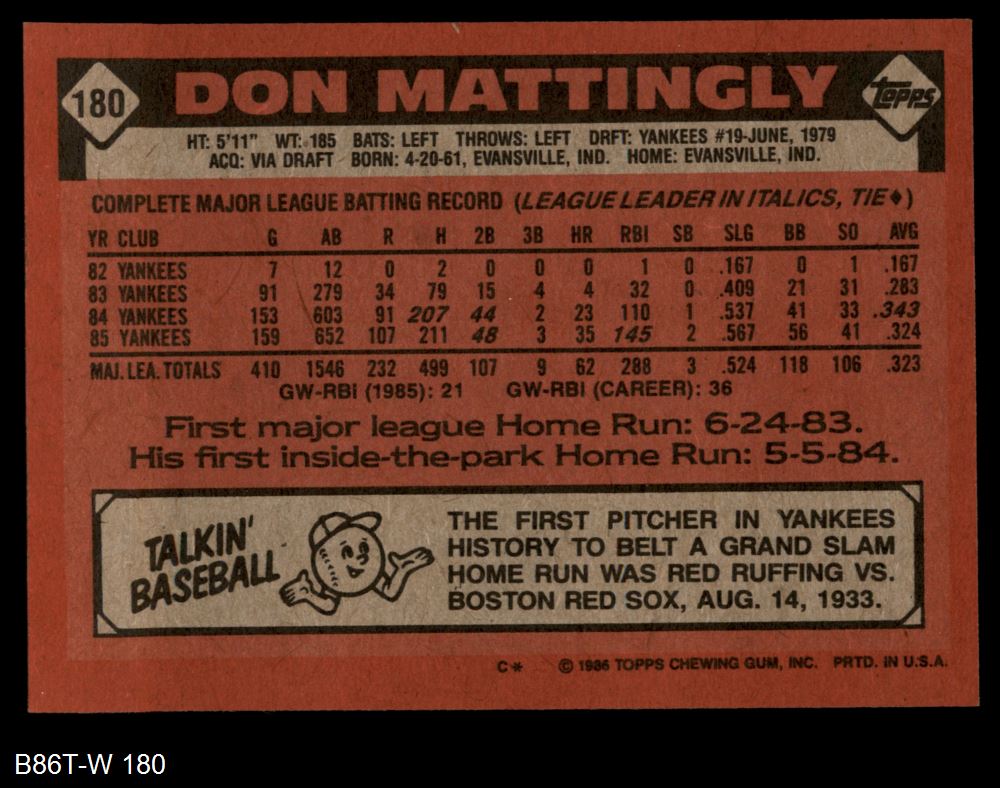 180
DON MATTINGLY
Topps
HT: 5'11" WT: 185 BATS: LEFT THROWS: LEFT DRFT: YANKEES #19-JUNE, 1979
ACQ: VIA DRAFT BORN: 4-20-61, EVANSVILLE, IND. HOME: EVANSVILLE, IND.
COMPLETE MAJOR LEAGUE BATTING RECORD (LEAGUE LEADER IN ITALICS, TIE♦)
YR CLUB G AB R H 2B 3B HR RBI SB SLG BB SO AVG
82 YANKEES 7 12 0 2 0 0 0 1 0 .167 0 1 .167
83 YANKEES 91 279 34 79 15 4 4 32 0 .409 21 31 .283
84 YANKEES 153 603 91 207 44 2 23 110 1 .537 41 33 .343
85 YANKEES 159 652 107 211 48 3 35 145 2 .567 56 41 .324
MAJ. LEA. TOTALS 410 1546 232 499 107 9 62 288 3 .524 118 106 .323
GW-RBI (1985): 21 GW-RBI (CAREER): 36
First major league Home Run: 6-24-83.
His first inside-the-park Home Run: 5-5-84.
TALKIN'
BASEBALL
THE FIRST PITCHER IN YANKEES
HISTORY TO BELT A GRAND SLAM
HOME RUN WAS RED RUFFING VS.
BOSTON RED SOX, AUG. 14, 1933.
C* © 1986 TOPPS CHEWING GUM, INC. PRTD. IN U.S.A.
B86T-W 180